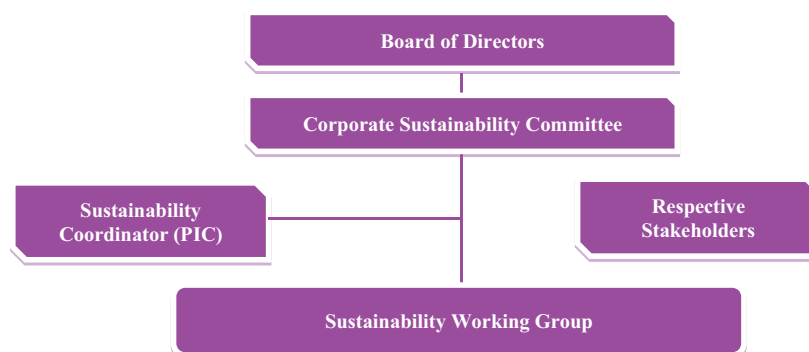 Board of Directors
Corporate Sustainability Committee
Sustainability
Coordinator (PIC)
Respective
Stakeholders
Sustainability Working Group